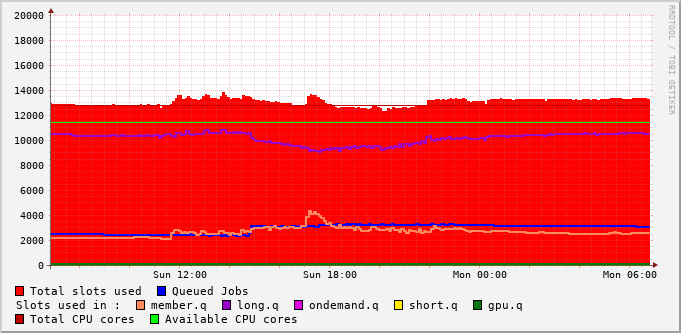 20000
18000
16000
14000
12000
10000
8000
6000
4000
2000
0
Sun 12:00 Sun 18:00 Mon 00:00 Mon 06:00
RRDTOOL / TOBI OETIKER
Total slots used Queued Jobs
Slots used in : member.q long.q ondemand.q short.q gpu.q
Total CPU cores Available CPU cores